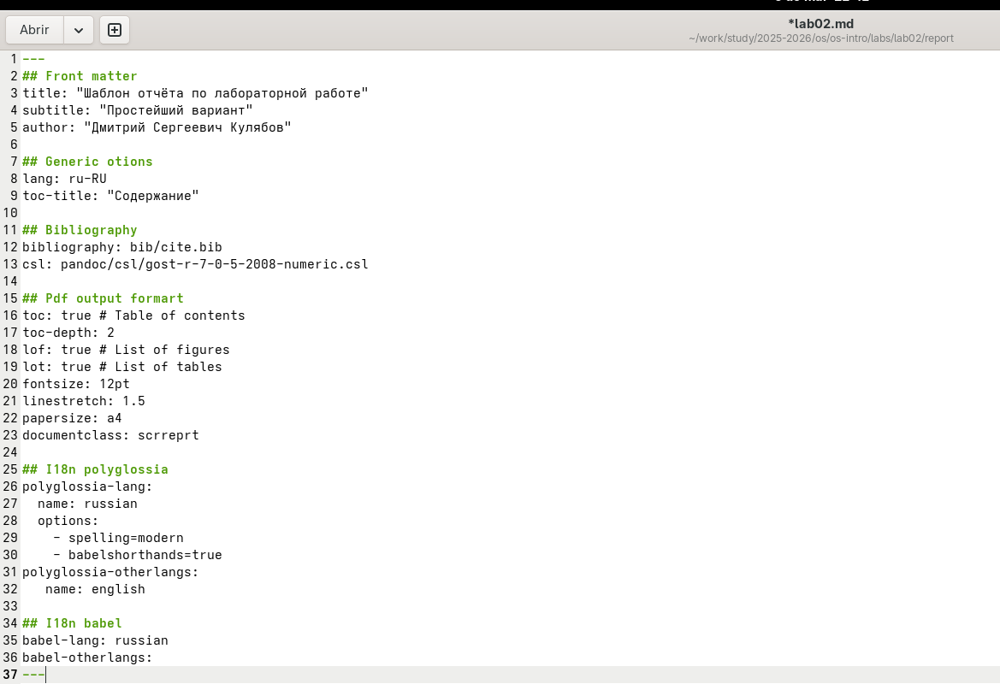 Abrir
*lab02.md
~/work/study/2025-2026/os/os-intro/labs/lab02/report
1 ---
2 ## Front matter
3 title: "Шаблон отчёта по лабораторной работе"
4 subtitle: "Простейший вариант"
5 author: "Дмитрий Сергеевич Кулябов"
6
7 ## Generic otions
8 lang: ru-RU
9 toc-title: "Содержание"
10
11 ## Bibliography
12 bibliography: bib/cite.bib
13 csl: pandoc/csl/gost-r-7-0-5-2008-numeric.csl
14
15 ## Pdf output formart
16 toc: true # Table of contents
17 toc-depth: 2
18 lof: true # List of figures
19 lot: true # List of tables
20 fontsize: 12pt
21 linestretch: 1.5
22 papersize: a4
23 documentclass: scrreprt
24
25 ## I18n polyglossia
26 polyglossia-lang:
27   name: russian
28   options:
29     - spelling=modern
30     - babelshorthands=true
31 polyglossia-otherlangs:
32    name: english
33
34 ## I18n babel
35 babel-lang: russian
36 babel-otherlangs:
37 ---